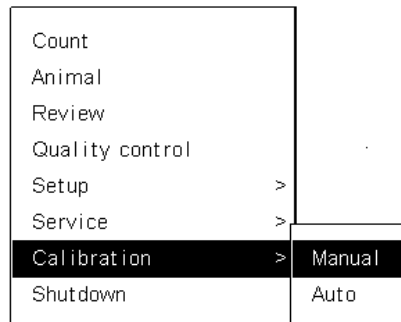 Count
Animal
Review
Quality control
Setup >
Service >
Calibration > Manual
Shutdown Auto